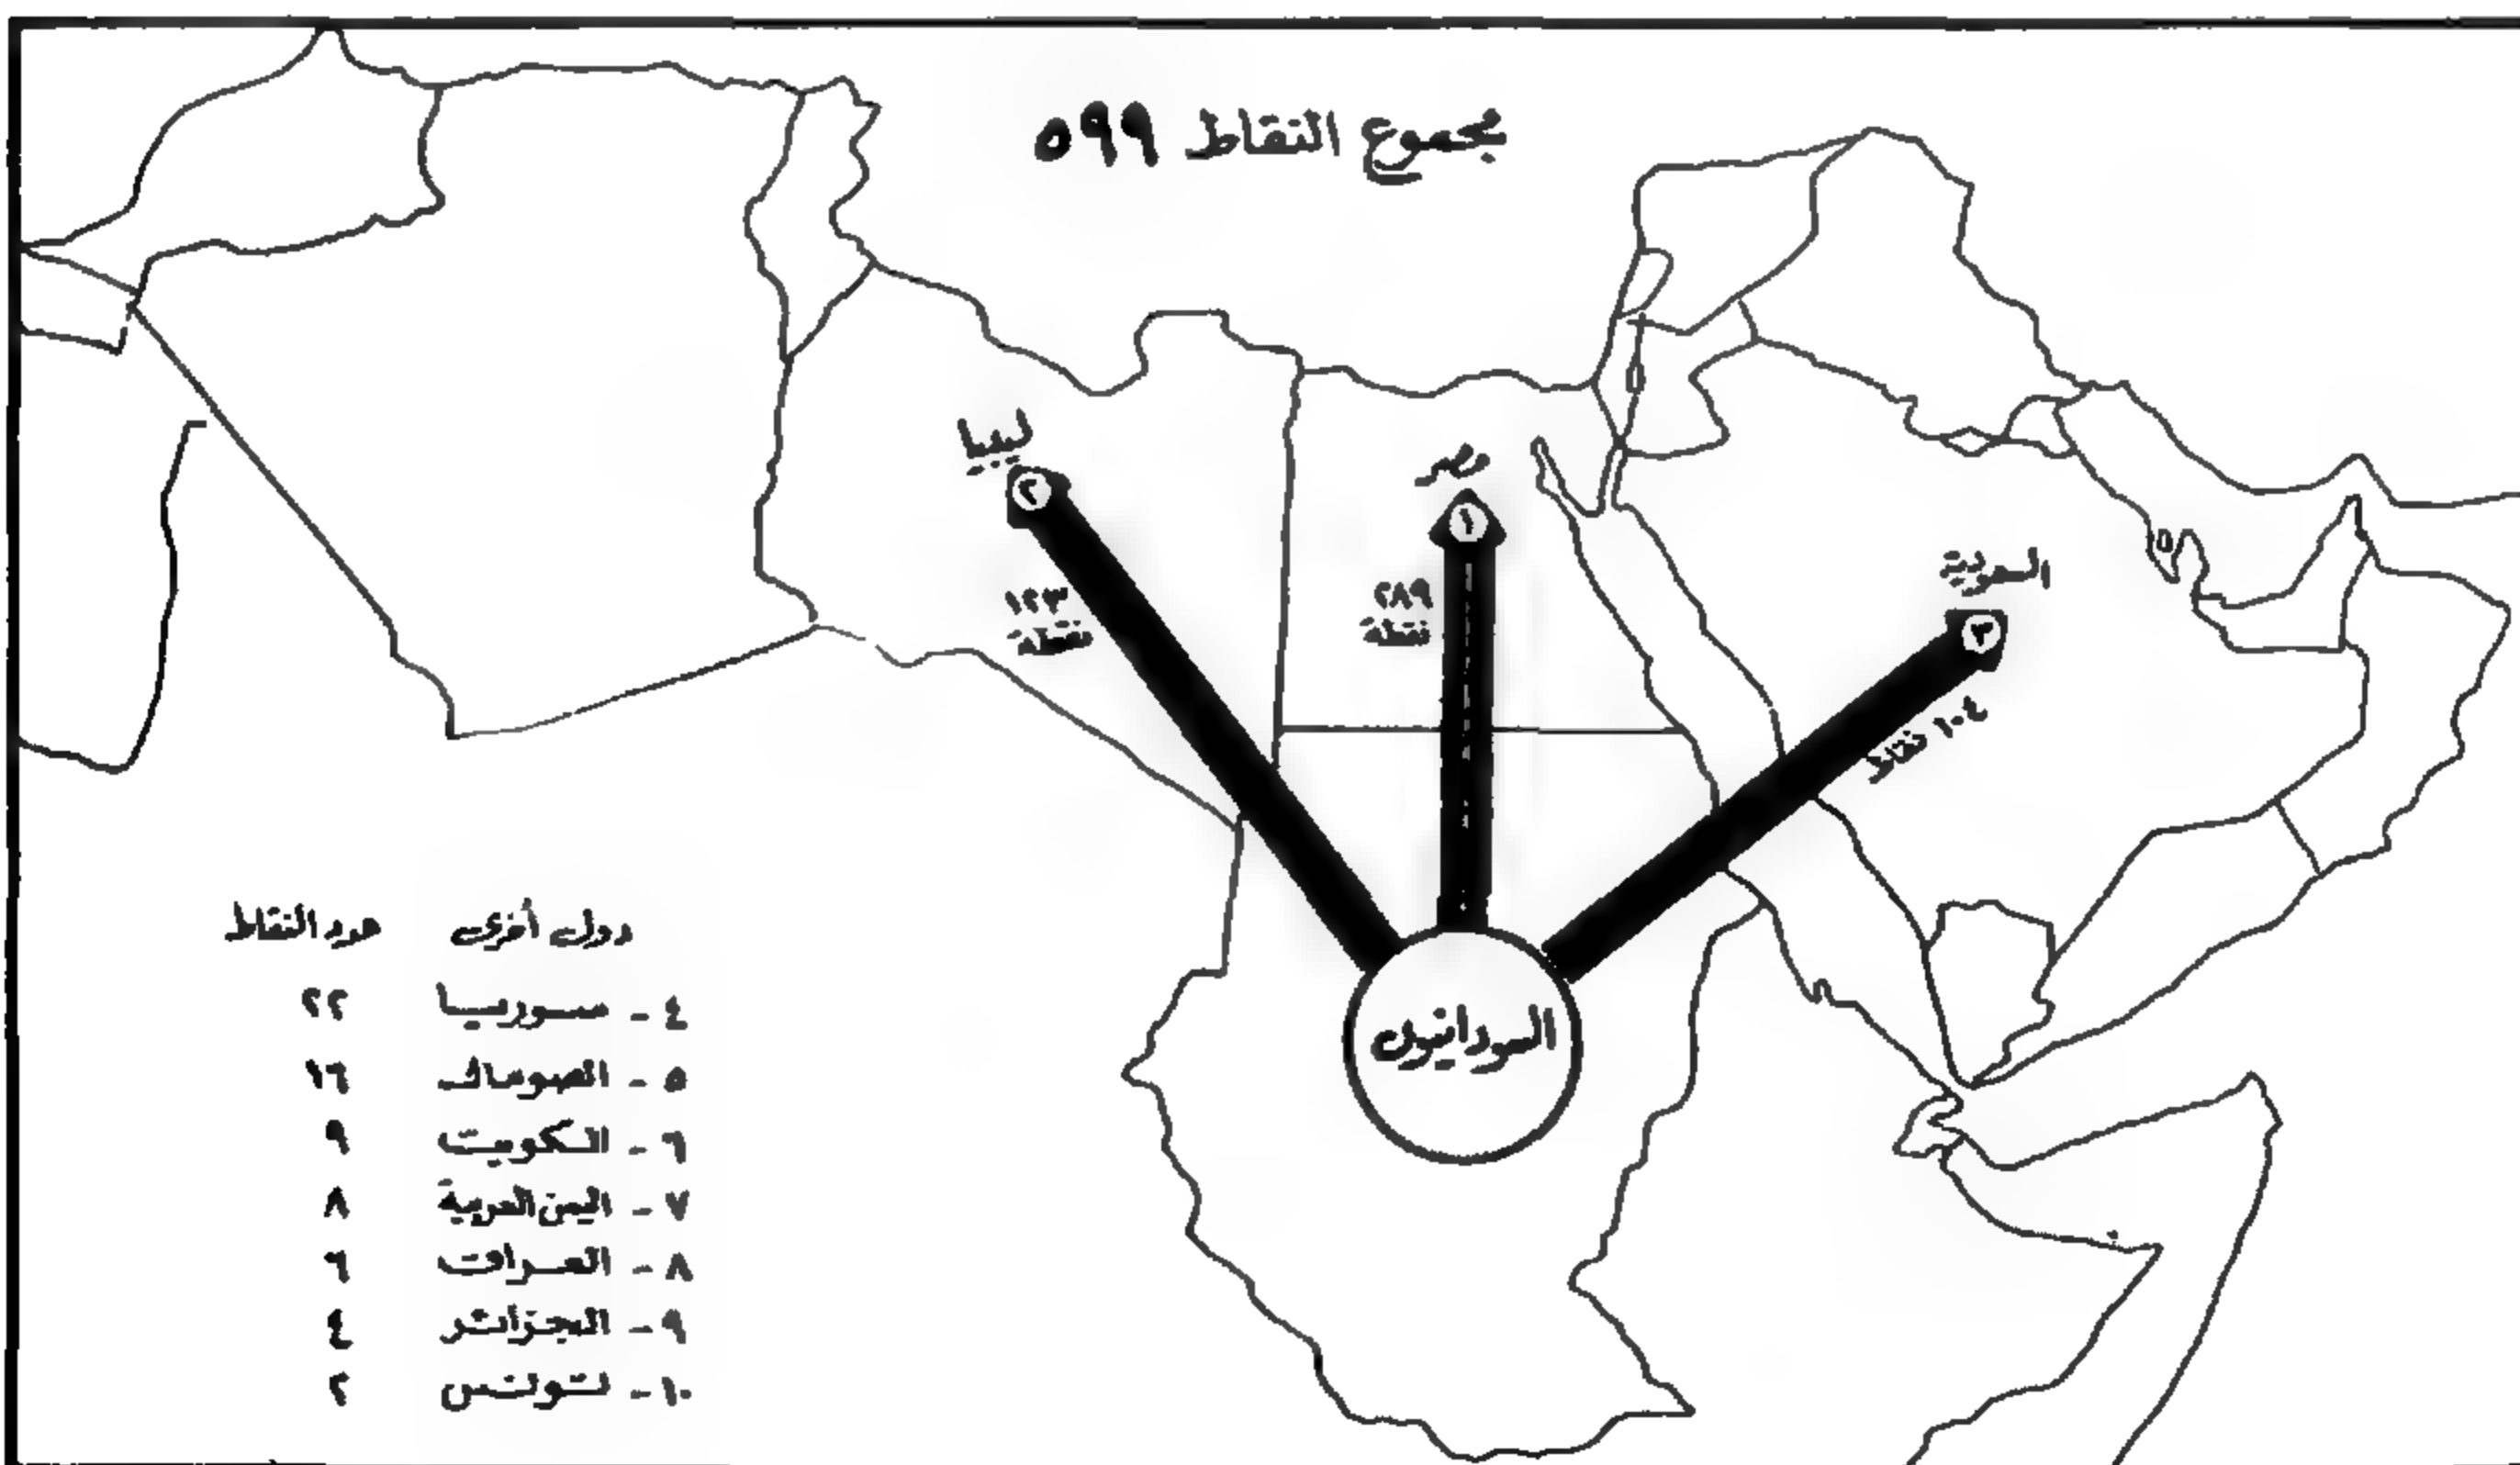 مجموع النقاط ٥٩٩
ليبيا
٢
١٢٣
نقطة
مصر
١
٢٨٩
نقطة
السعودية
٣
١٠٤ نقطة
السودانيون
دول أخرى عدد النقاط
٤ - سوريا ٢٢
٥ - الصومال ١٦
٦ - الكويت ٩
٧ - اليمن العربية ٨
٨ - العراق ٦
٩ - الجزائر ٤
١٠ - تونس ٢